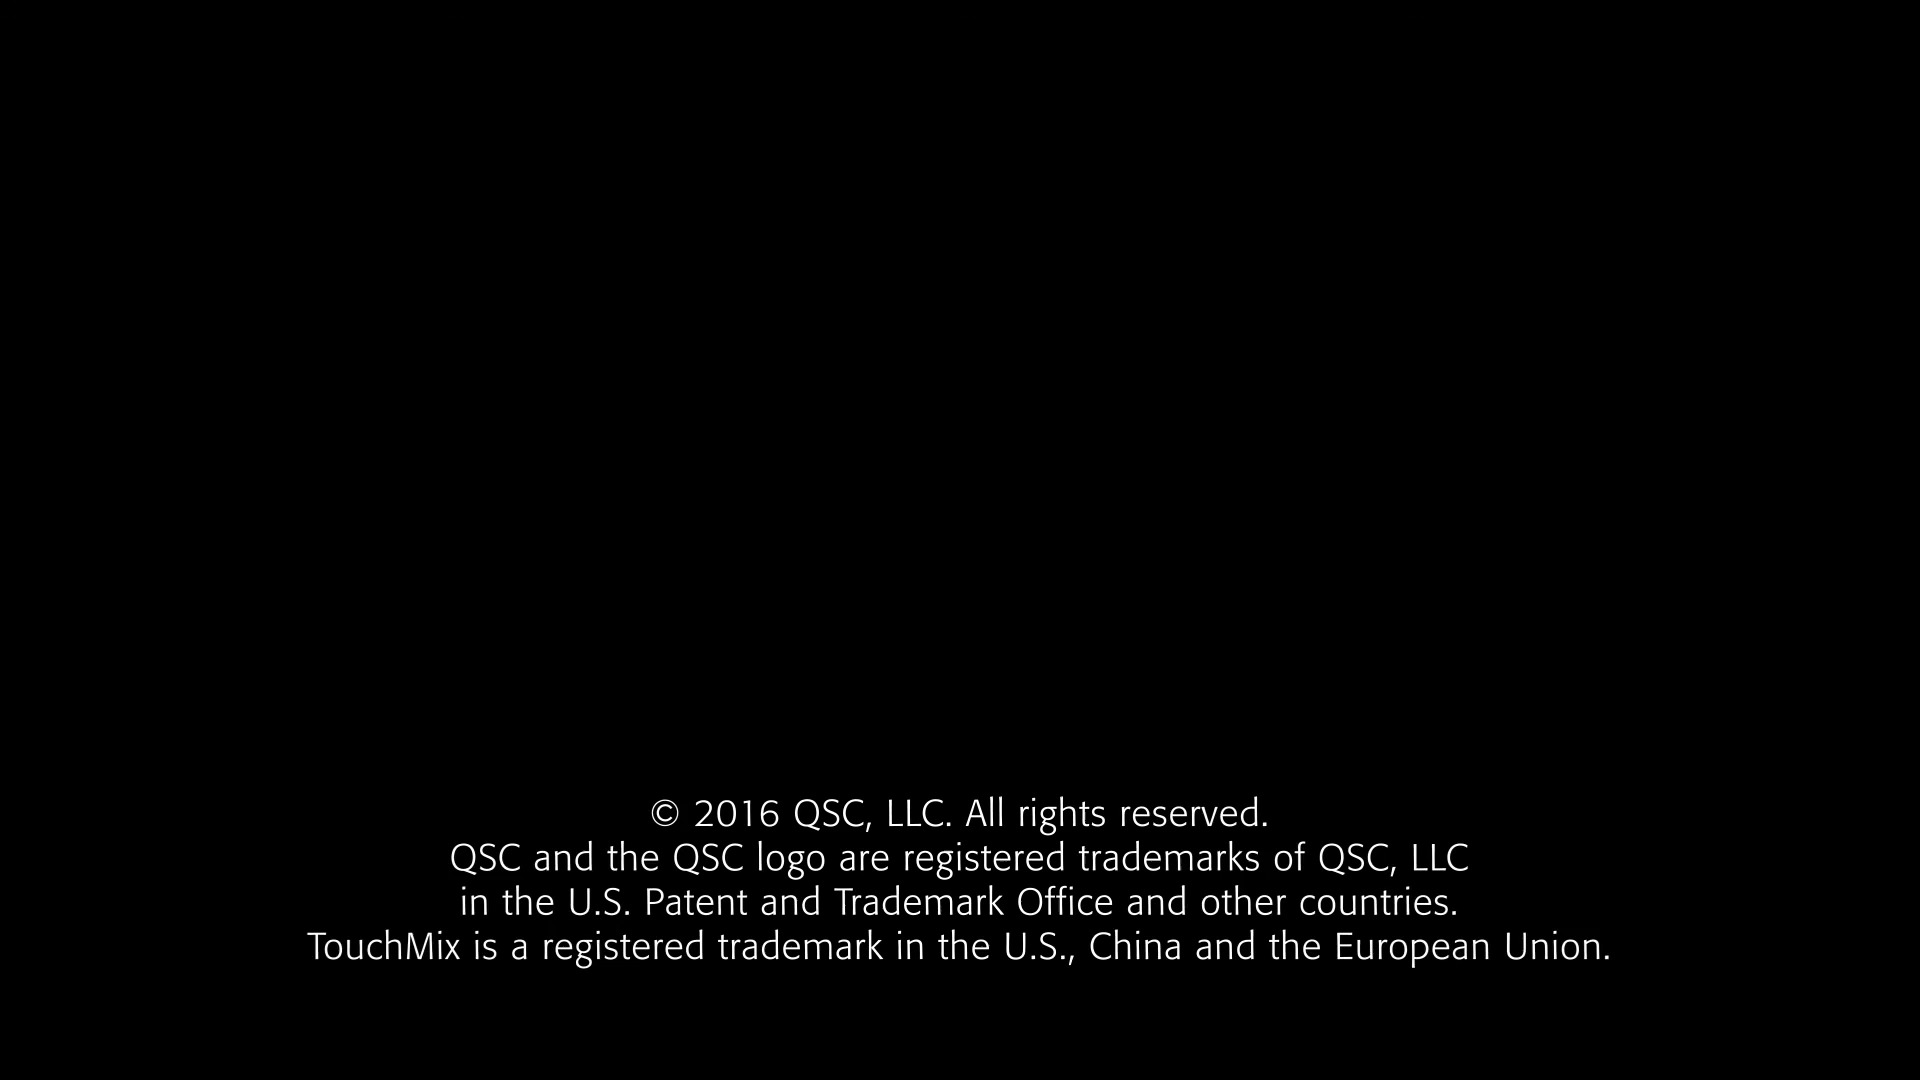 © 2016 QSC, LLC. All rights reserved.
QSC and the QSC logo are registered trademarks of QSC, LLC
in the U.S. Patent and Trademark Office and other countries.
TouchMix is a registered trademark in the U.S., China and the European Union.